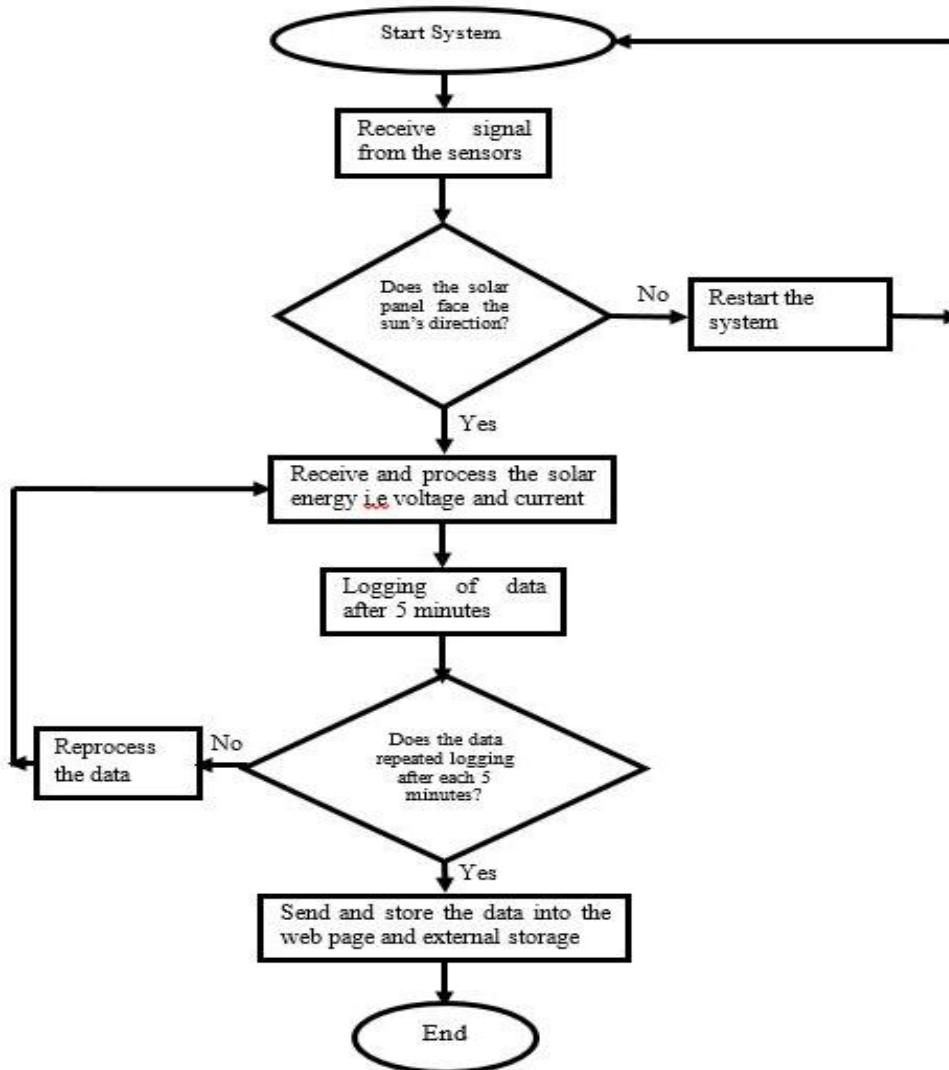 Start System
Receive signal
from the sensors
Does the solar
panel face the
sun's direction?
No
Restart the
system
Yes
Receive and process the solar
energy i.e voltage and current
Logging of data
after 5 minutes
Does the data
repeated logging
after each 5
minutes?
No
Reprocess
the data
Yes
Send and store the data into the
web page and external storage
End